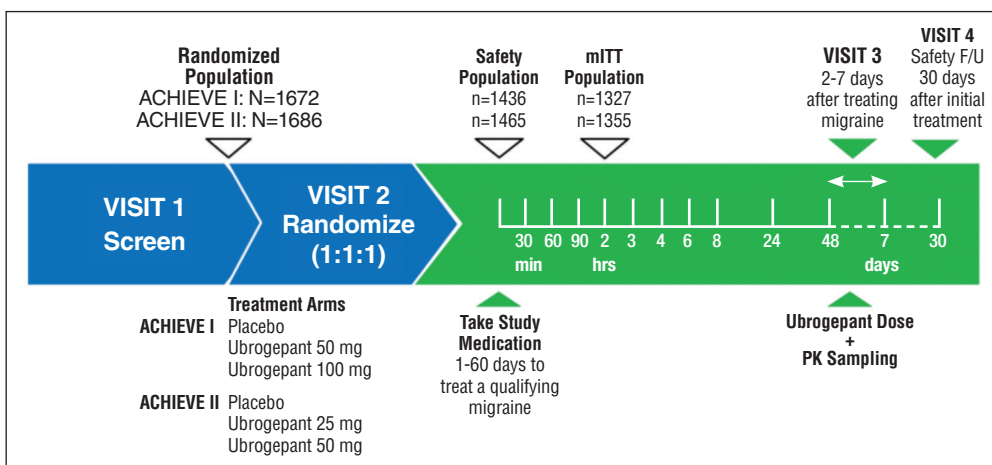 Randomized
Population
ACHIEVE I: N=1672
ACHIEVE II: N=1686
Safety
Population
n=1436
n=1465
mITT
Population
n=1327
n=1355
VISIT 3
2-7 days
after treating
migraine
VISIT 4
Safety F/U
30 days
after initial
treatment
VISIT 1
Screen
VISIT 2
Randomize
(1:1:1)
30 60 90 2 3 4 6 8 24 48 7 30
min hrs days
Treatment Arms
ACHIEVE I Placebo
Ubrogepant 50 mg
Ubrogepant 100 mg
ACHIEVE II Placebo
Ubrogepant 25 mg
Ubrogepant 50 mg
Take Study
Medication
1-60 days to
treat a qualifying
migraine
Ubrogepant Dose
+
PK Sampling